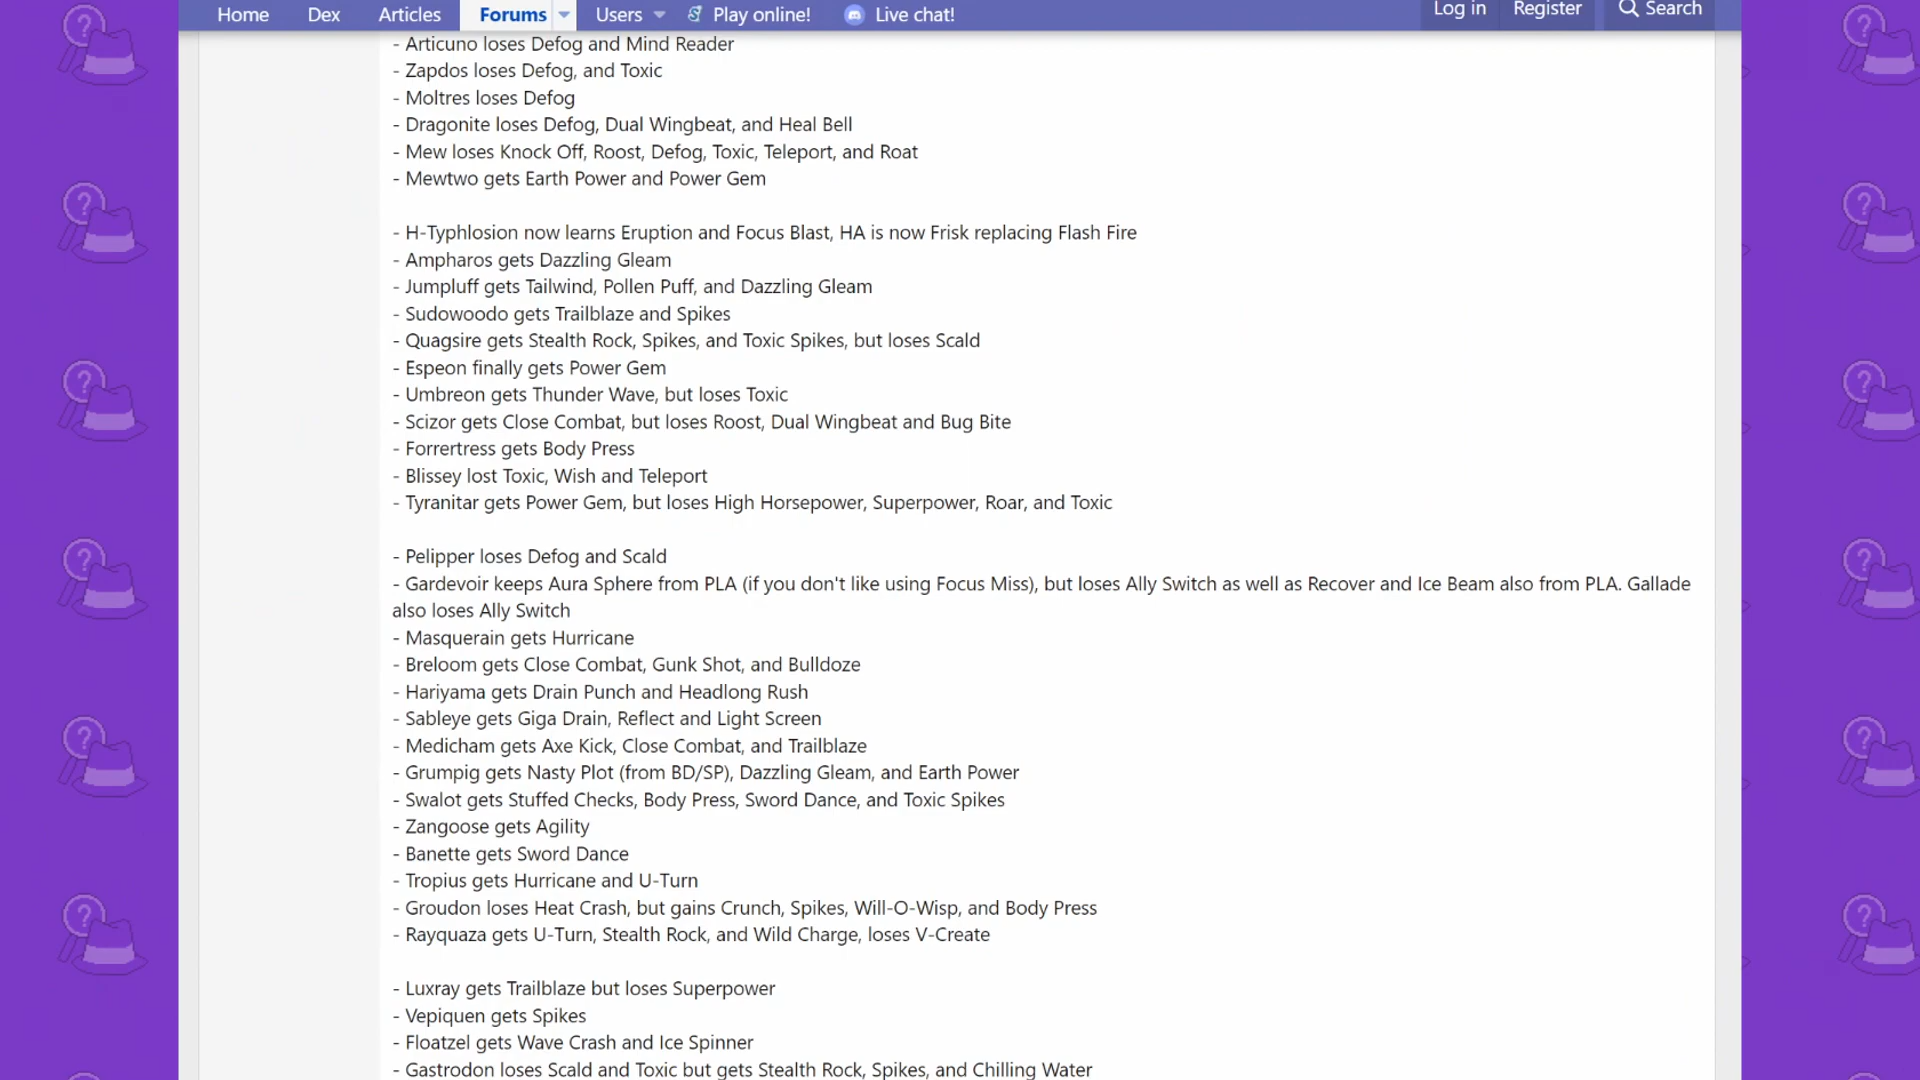 Home Dex Articles Forums Users Play online! Live chat! Log in Register Search
- Articuno loses Defog and Mind Reader
- Zapdos loses Defog, and Toxic
- Moltres loses Defog
- Dragonite loses Defog, Dual Wingbeat, and Heal Bell
- Mew loses Knock Off, Roost, Defog, Toxic, Teleport, and Roat
- Mewtwo gets Earth Power and Power Gem
- H-Typhlosion now learns Eruption and Focus Blast, HA is now Frisk replacing Flash Fire
- Ampharos gets Dazzling Gleam
- Jumpluff gets Tailwind, Pollen Puff, and Dazzling Gleam
- Sudowoodo gets Trailblaze and Spikes
- Quagsire gets Stealth Rock, Spikes, and Toxic Spikes, but loses Scald
- Espeon finally gets Power Gem
- Umbreon gets Thunder Wave, but loses Toxic
- Scizor gets Close Combat, but loses Roost, Dual Wingbeat and Bug Bite
- Forrertress gets Body Press
- Blissey lost Toxic, Wish and Teleport
- Tyranitar gets Power Gem, but loses High Horsepower, Superpower, Roar, and Toxic
- Pelipper loses Defog and Scald
- Gardevoir keeps Aura Sphere from PLA (if you don't like using Focus Miss), but loses Ally Switch as well as Recover and Ice Beam also from PLA. Gallade
also loses Ally Switch
- Masquerain gets Hurricane
- Breloom gets Close Combat, Gunk Shot, and Bulldoze
- Hariyama gets Drain Punch and Headlong Rush
- Sableye gets Giga Drain, Reflect and Light Screen
- Medicham gets Axe Kick, Close Combat, and Trailblaze
- Grumpig gets Nasty Plot (from BD/SP), Dazzling Gleam, and Earth Power
- Swalot gets Stuffed Checks, Body Press, Sword Dance, and Toxic Spikes
- Zangoose gets Agility
- Banette gets Sword Dance
- Tropius gets Hurricane and U-Turn
- Groudon loses Heat Crash, but gains Crunch, Spikes, Will-O-Wisp, and Body Press
- Rayquaza gets U-Turn, Stealth Rock, and Wild Charge, loses V-Create
- Luxray gets Trailblaze but loses Superpower
- Vepiquen gets Spikes
- Floatzel gets Wave Crash and Ice Spinner
- Gastrodon loses Scald and Toxic but gets Stealth Rock, Spikes, and Chilling Water